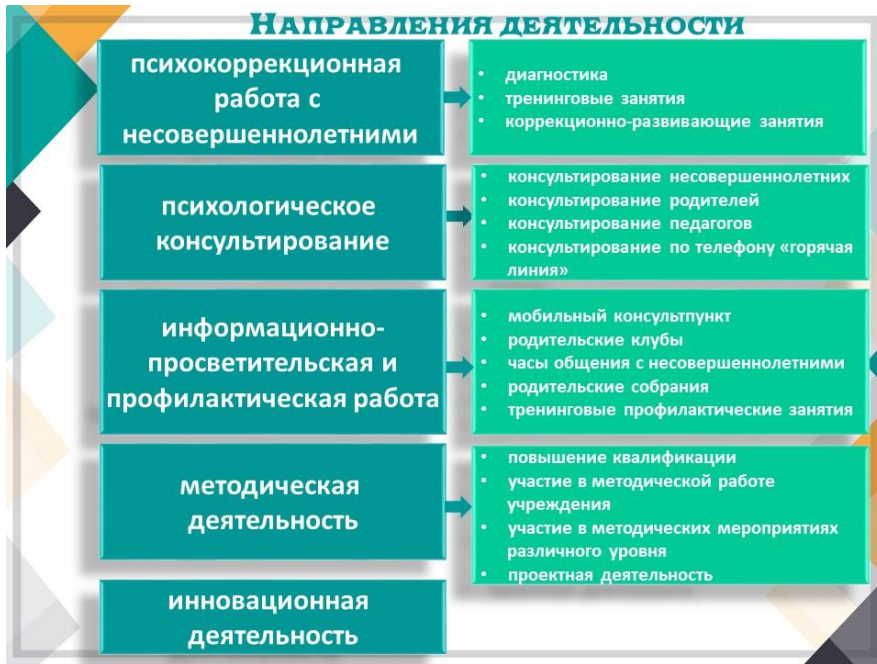 НАПРАВЛЕНИЯ ДЕЯТЕЛЬНОСТИ
психокоррекционная
работа с
несовершеннолетними
• диагностика
• тренинговые занятия
• коррекционно-развивающие занятия
психологическое
консультирование
• консультирование несовершеннолетних
• консультирование родителей
• консультирование педагогов
• консультирование по телефону «горячая
линия»
информационно-
просветительская и
профилактическая работа
• мобильный консультпункт
• родительские клубы
• часы общения с несовершеннолетними
• родительские собрания
• тренинговые профилактические занятия
методическая
деятельность
• повышение квалификации
• участие в методической работе
учреждения
• участие в методических мероприятиях
различного уровня
• проектная деятельность
инновационная
деятельность